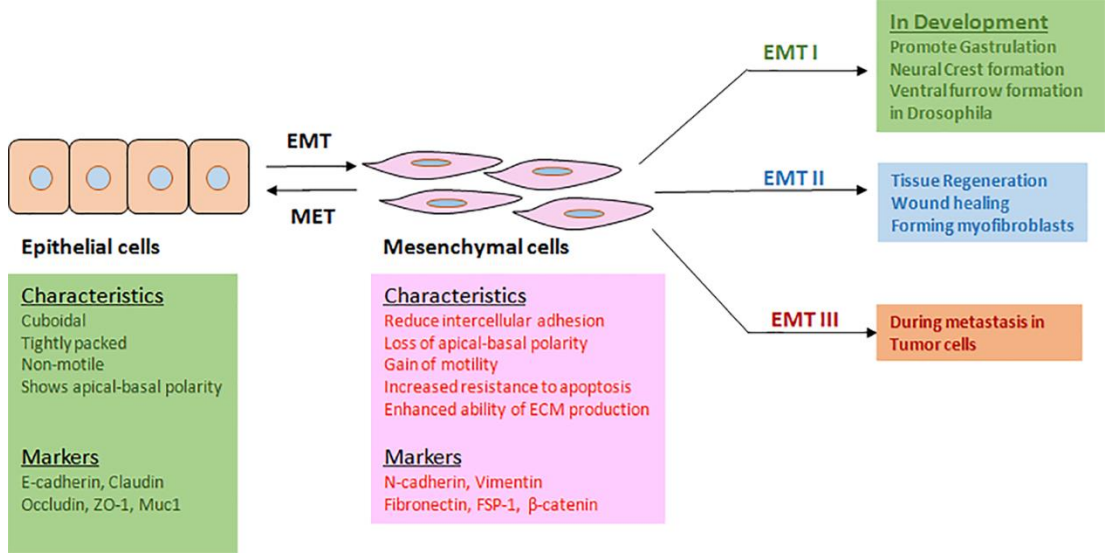 EMT
MET
Epithelial cells
Characteristics
Cuboidal
Tightly packed
Non-motile
Shows apical-basal polarity
Markers
E-cadherin, Claudin
Occludin, ZO-1, Muc1
Mesenchymal cells
Characteristics
Reduce intercellular adhesion
Loss of apical-basal polarity
Gain of motility
Increased resistance to apoptosis
Enhanced ability of ECM production
Markers
N-cadherin, Vimentin
Fibronectin, FSP-1, β-catenin
EMT I
In Development
Promote Gastrulation
Neural Crest formation
Ventral furrow formation
in Drosophila
EMT II
Tissue Regeneration
Wound healing
Forming myofibroblasts
EMT III
During metastasis in
Tumor cells